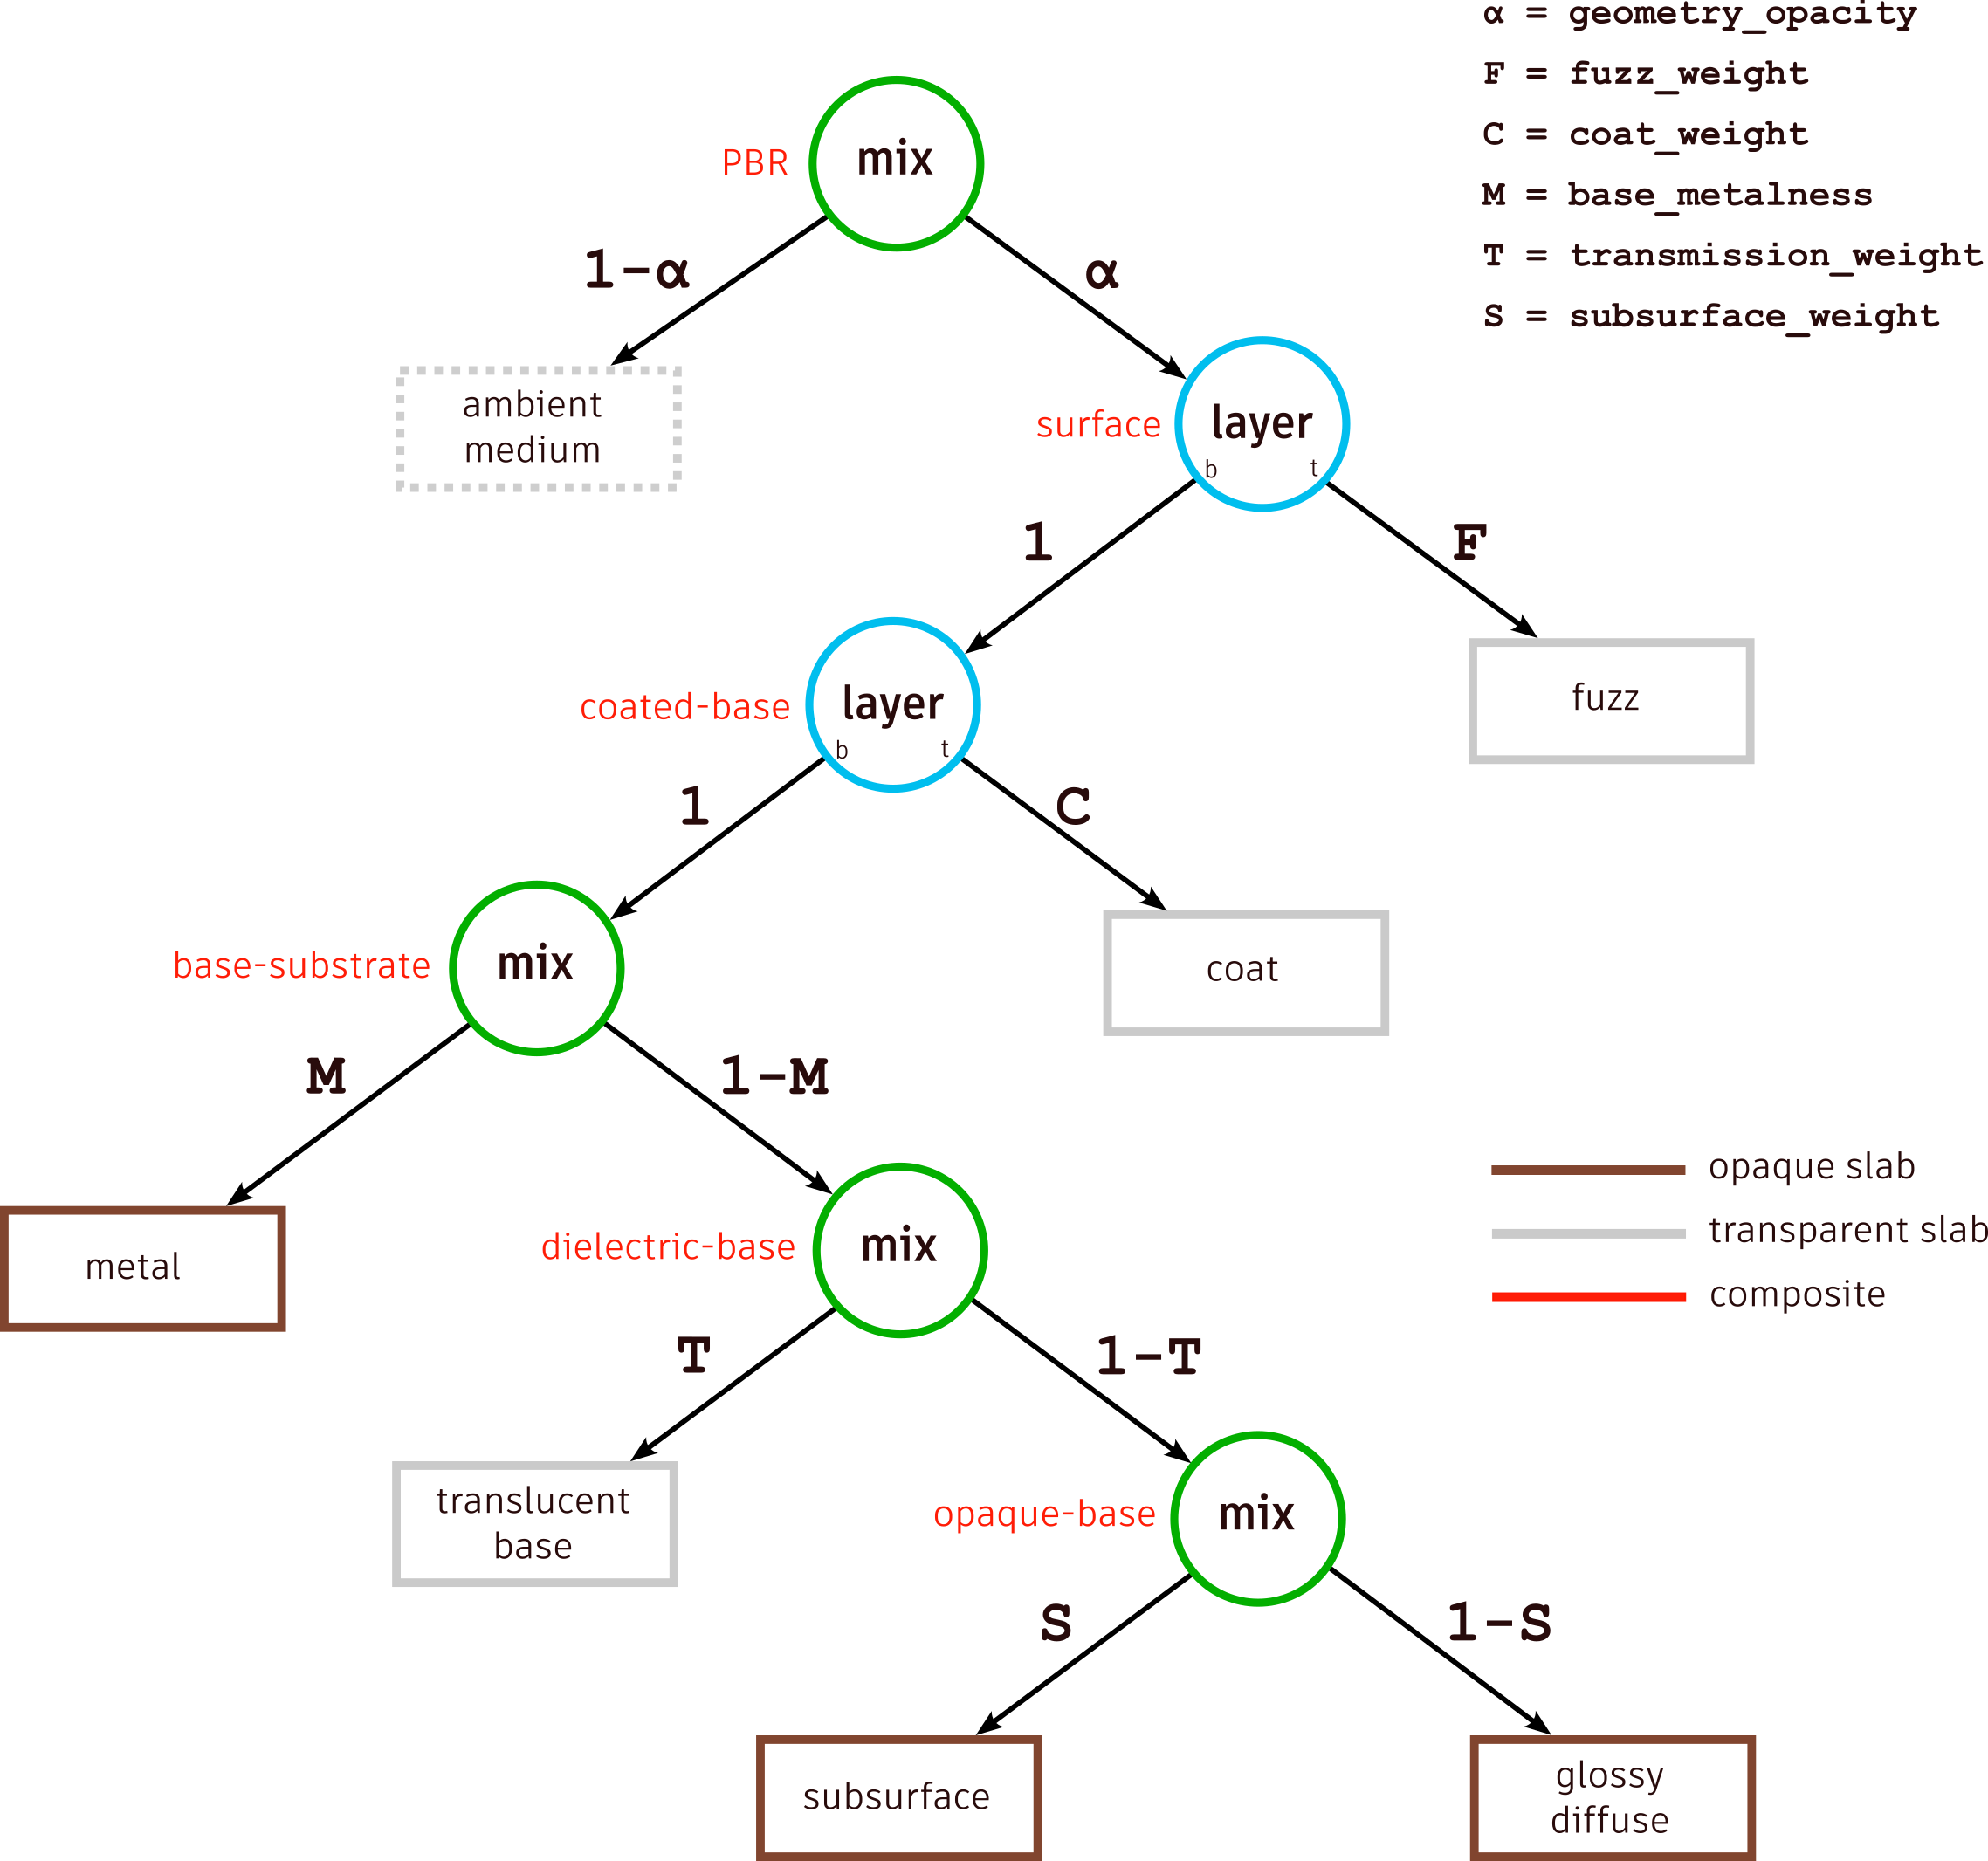 α = geometry_opacity
F = fuzz_weight
C = coat_weight
M = base_metalness
T = transmission_weight
S = subsurface_weight
PBR
mix
1-α
α
ambient
medium
surface
layer
b
t
1
F
coated-base
layer
b
t
fuzz
1
C
base-substrate
mix
coat
M
1-M
opaque slab
transparent slab
composite
metal
dielectric-base
mix
T
1-T
translucent
base
opaque-base
mix
S
1-S
subsurface
glossy
diffuse